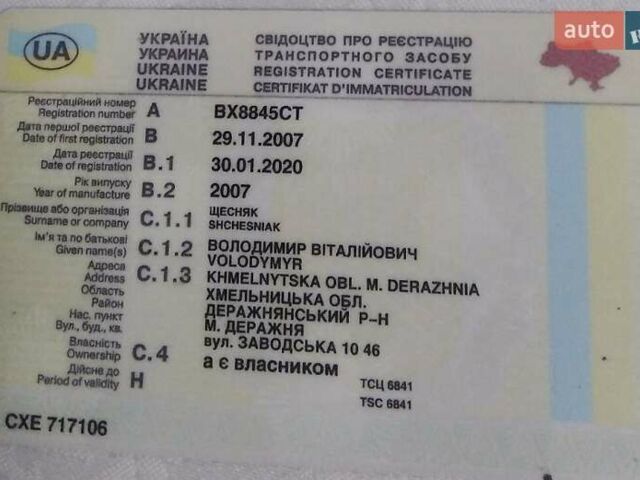 auto
UA
УКРАЇНА
УКРАИНА
UKRAINE
UKRAINE
СВІДОЦТВО ПРО РЕЄСТРАЦІЮ
ТРАНСПОРТНОГО ЗАСОБУ
REGISTRATION CERTIFICATE
CERTIFIKAT D'IMMATRICULATION
Реєстраційний номер
Registration number A BX8845CT
Дата першої реєстрації
Date of first registration B 29.11.2007
Дата реєстрації
Date of registration B.1 30.01.2020
Рік випуску
Year of manufacture B.2 2007
Прізвище або організація
Surname or company C.1.1 ЩЕСНЯК
SHCHESNIAK
Ім'я та по батькові
Given name(s) C.1.2 ВОЛОДИМИР ВІТАЛІЙОВИЧ
VOLODYMYR
Адреса
Address C.1.3 KHMELNYTSKA OBL. M. DERAZHNIA
Область ХМЕЛЬНИЦЬКА ОБЛ.
Район ДЕРАЖНЯНСЬКИЙ Р-Н
Нас. пункт М. ДЕРАЖНЯ
Вул., буд., кв. вул. ЗАВОДСЬКА 10 46
Власність
Ownership C.4 а є власником
Дійсне до
Period of validity H
ТСЦ 6841
TSC 6841
СХЕ 717106